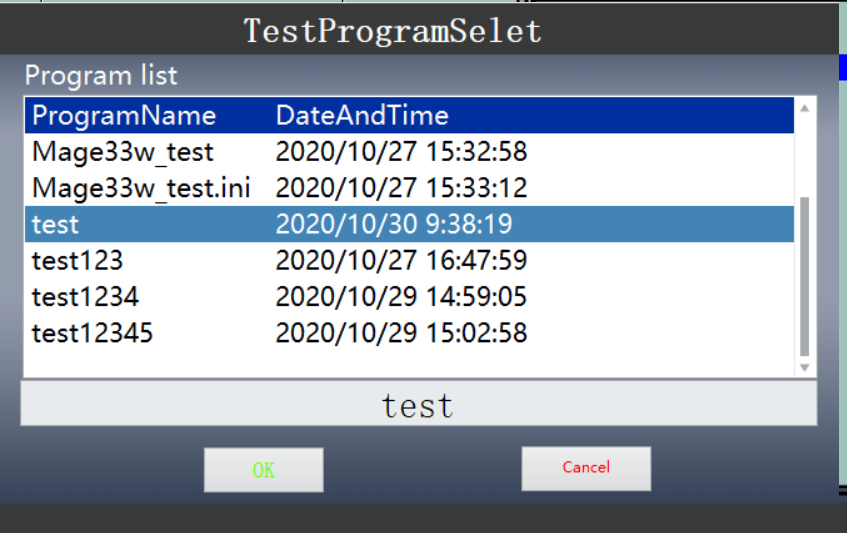 TestProgramSelet
Program list
ProgramName DateAndTime
Mage33w_test 2020/10/27 15:32:58
Mage33w_test.ini 2020/10/27 15:33:12
test 2020/10/30 9:38:19
test123 2020/10/27 16:47:59
test1234 2020/10/29 14:59:05
test12345 2020/10/29 15:02:58
test
OK Cancel